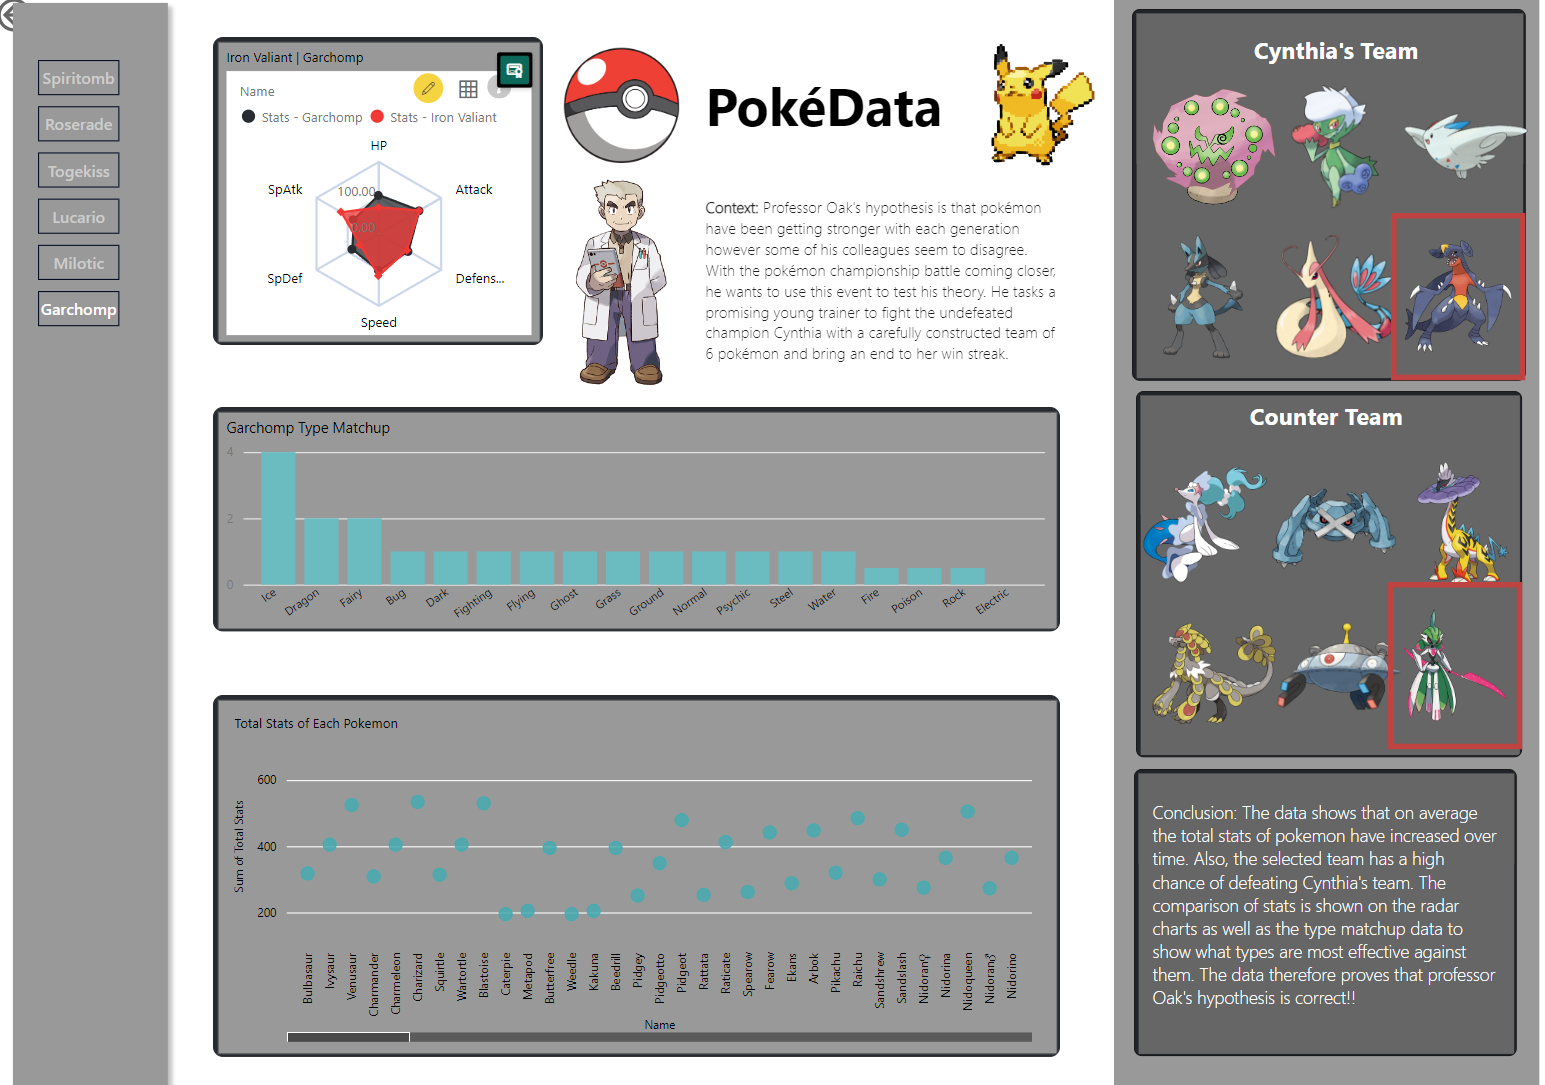 Spiritomb
Roserade
Togekiss
Lucario
Milotic
Garchomp
Iron Valiant | Garchomp
Name
Stats - Garchomp
Stats - Iron Valiant
HP
SpAtk
100.00
Attack
0.00
SpDef
Defens...
Speed
PokéData
Context: Professor Oak's hypothesis is that pokémon
have been getting stronger with each generation
however some of his colleagues seem to disagree.
With the pokémon championship battle coming closer,
he wants to use this event to test his theory. He tasks a
promising young trainer to fight the undefeated
champion Cynthia with a carefully constructed team of
6 pokémon and bring an end to her win streak.
Garchomp Type Matchup
4
2
0
Ice
Dragon
Fairy
Bug
Dark
Fighting
Flying
Ghost
Grass
Ground
Normal
Psychic
Steel
Water
Fire
Poison
Rock
Electric
Total Stats of Each Pokemon
Sum of Total Stats
600
400
200
Bulbasaur
Ivysaur
Venusaur
Charmander
Charmeleon
Charizard
Squirtle
Wartortle
Blastoise
Caterpie
Metapod
Butterfree
Weedle
Kakuna
Beedrill
Pidgey
Pidgeotto
Pidgeot
Rattata
Raticate
Spearow
Fearow
Ekans
Arbok
Pikachu
Raichu
Sandshrew
Sandslash
Nidoran♀
Nidorina
Nidoqueen
Nidoran♂
Nidorino
Name
Cynthia's Team
Counter Team
Conclusion: The data shows that on average
the total stats of pokemon have increased over
time. Also, the selected team has a high
chance of defeating Cynthia's team. The
comparison of stats is shown on the radar
charts as well as the type matchup data to
show what types are most effective against
them. The data therefore proves that professor
Oak's hypothesis is correct!!